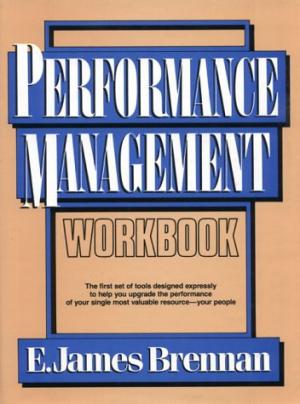 PERFORMANCE
MANAGEMENT
WORKBOOK
The first set of tools designed expressly
to help you upgrade the performance
of your single most valuable resource—your people
E. James Brennan